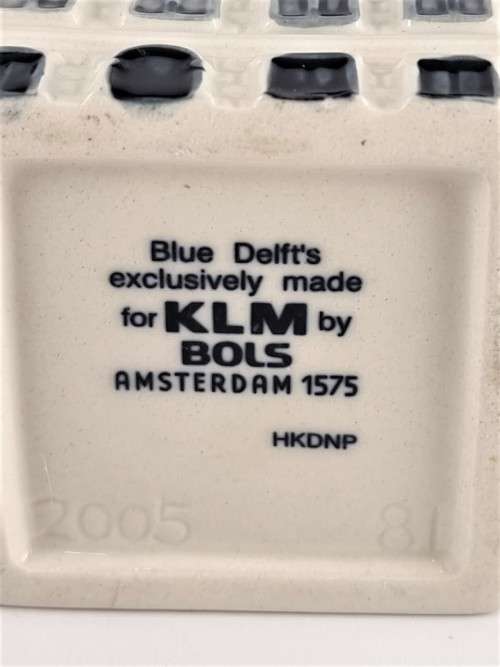 Blue Delft's
exclusively made
for KLM by
BOLS
AMSTERDAM 1575
HKDNP
2005 81